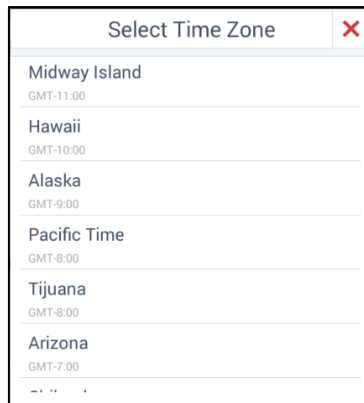 Select Time Zone
Midway Island
GMT-11:00
Hawaii
GMT-10:00
Alaska
GMT-9:00
Pacific Time
GMT-8:00
Tijuana
GMT-8:00
Arizona
GMT-7:00